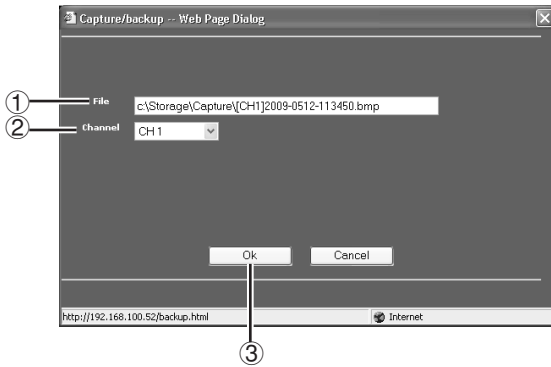 Capture/backup -- Web Page Dialog
① File c:\Storage\Capture\[CH1]2009-0512-113450.bmp
② Channel CH 1
Ok Cancel
http://192.168.100.52/backup.html Internet
③